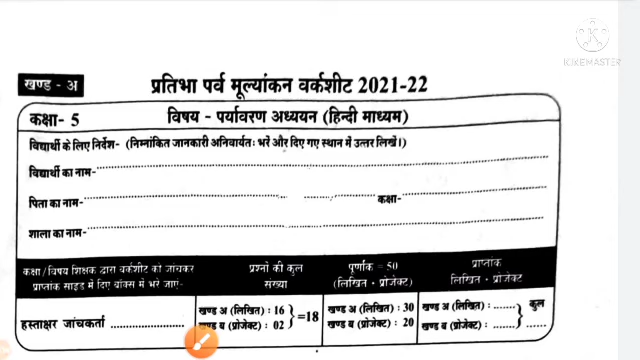 KINEMASTER
खण्ड - अ
प्रतिभा पर्व मूल्यांकन वर्कशीट 2021-22
कक्षा- 5 विषय - पर्यावरण अध्ययन (हिन्दी माध्यम)
विद्यार्थी के लिए निर्देश- (निम्नांकित जानकारी अनिवार्यतः भरें और दिए गए स्थान में उत्तर लिखें।)
विद्यार्थी का नाम-
पिता का नाम- कक्षा-
शाला का नाम-
कक्षा/विषय शिक्षक द्वारा वर्कशीट को जांचकर प्रश्नों की कुल पूर्णांक = 50 प्राप्तांक
प्राप्तांक साइड में दिए बॉक्स में भरे जाएं- संख्या (लिखित + प्रोजेक्ट) लिखित + प्रोजेक्ट
खण्ड अ (लिखित) : 16 खण्ड अ (लिखित) : 30 खण्ड अ (लिखित) : ....... कुल
हस्ताक्षर जांचकर्ता ........................ =18
खण्ड ब (प्रोजेक्ट) : 02 खण्ड ब (प्रोजेक्ट) : 20 खण्ड ब (प्रोजेक्ट) : ....... ......